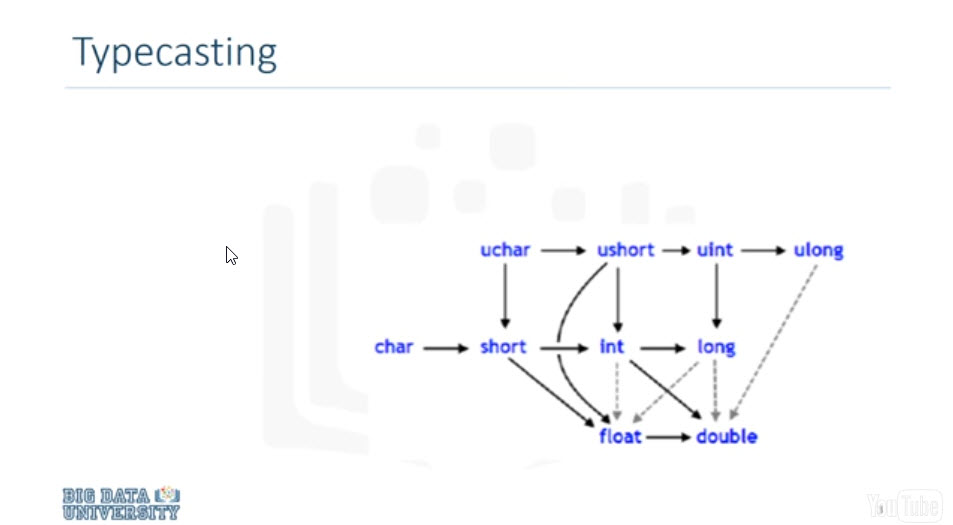 Typecasting
uchar ushort uint ulong
char short int long
float double
BIG DATA
UNIVERSITY
YouTube